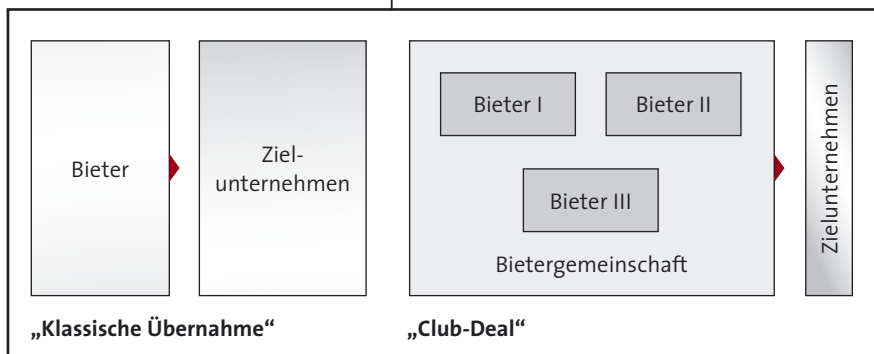 Bieter
Ziel-
unternehmen
„Klassische Übernahme“
Bieter I
Bieter II
Bieter III
Bietergemeinschaft
Zielunternehmen
„Club-Deal“